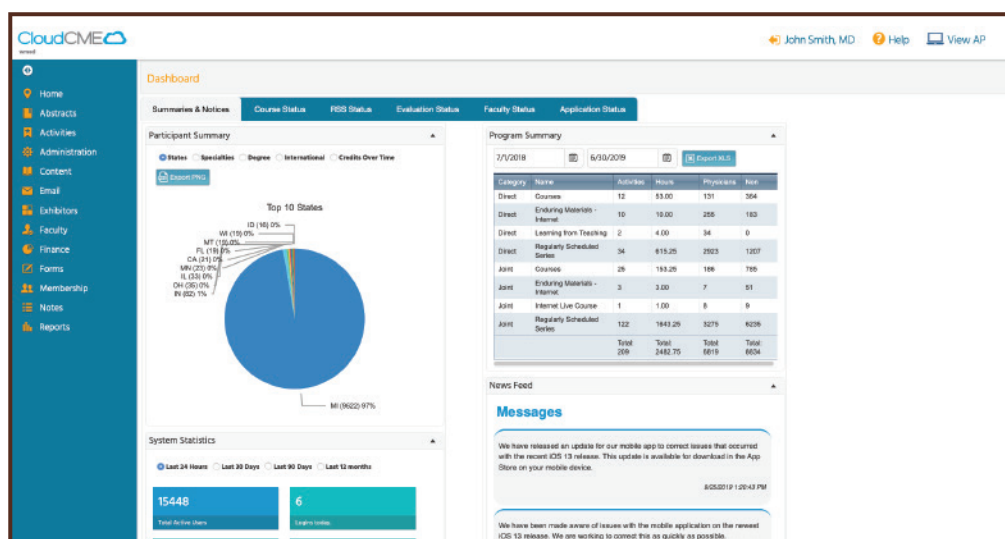 CloudCME
John Smith, MD
Help
View AP
Home
Abstracts
Activities
Administration
Content
Email
Exhibitors
Faculty
Finance
Forms
Membership
Notes
Reports
Dashboard
Summaries & Notices
Course Status
RSS Status
Evaluation Status
Faculty Status
Application Status
Participant Summary
States Specialties Degree International Credits Over Time
Export PNG
Top 10 States
ID (16) 0%
WI (19) 0%
MT (19) 0%
FL (19) 0%
CA (21) 0%
MN (23) 0%
IL (33) 0%
OH (35) 0%
IN (82) 1%
MI (9622) 97%
System Statistics
Last 24 Hours Last 30 Days Last 90 Days Last 12 months
15448
Total Active Users
6
Logins today
Program Summary
7/1/2018 6/30/2019 Export XLS
Category Name Activities Hours Physicians Non
Direct Courses 12 53.00 131 364
Direct Enduring Materials - Internet 10 10.00 255 183
Direct Learning from Teaching 2 4.00 34 0
Direct Regularly Scheduled Series 34 615.25 2923 1207
Joint Courses 25 153.25 186 785
Joint Enduring Materials - Internet 3 3.00 7 51
Joint Internet Live Course 1 1.00 8 9
Joint Regularly Scheduled Series 122 1643.25 3275 6235
Total: 209 Total: 2482.75 Total: 6819 Total: 8834
News Feed
Messages
We have released an update for our mobile app to correct issues that occurred
with the recent iOS 13 release. This update is available for download in the App
Store on your mobile device.
9/25/2019 1:20:43 PM
We have been made aware of issues with the mobile application on the newest
iOS 13 release. We are working to correct this as quickly as possible.